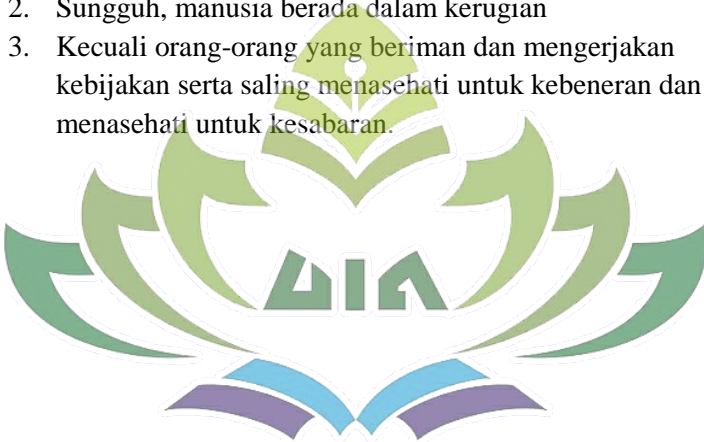 2. Sungguh, manusia berada dalam kerugian
3. Kecuali orang-orang yang beriman dan mengerjakan
kebijakan serta saling menasehati untuk kebeneran dan
menasehati untuk kesabaran.
UIN